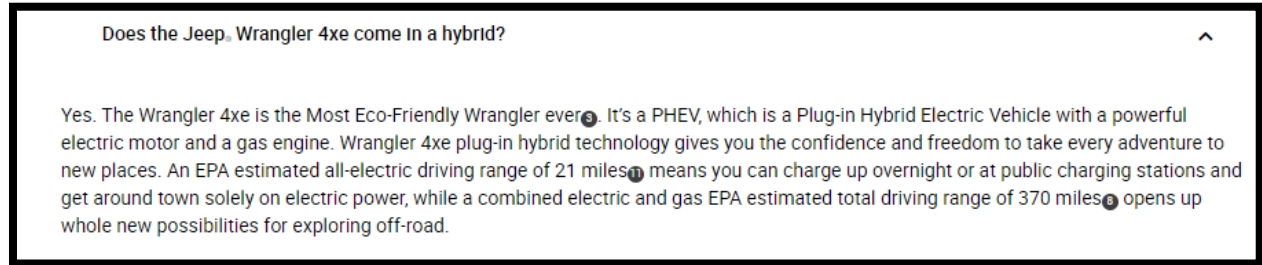 Does the Jeep® Wrangler 4xe come in a hybrid?
Yes. The Wrangler 4xe is the Most Eco-Friendly Wrangler ever3. It's a PHEV, which is a Plug-in Hybrid Electric Vehicle with a powerful
electric motor and a gas engine. Wrangler 4xe plug-in hybrid technology gives you the confidence and freedom to take every adventure to
new places. An EPA estimated all-electric driving range of 21 miles11 means you can charge up overnight or at public charging stations and
get around town solely on electric power, while a combined electric and gas EPA estimated total driving range of 370 miles8 opens up
whole new possibilities for exploring off-road.